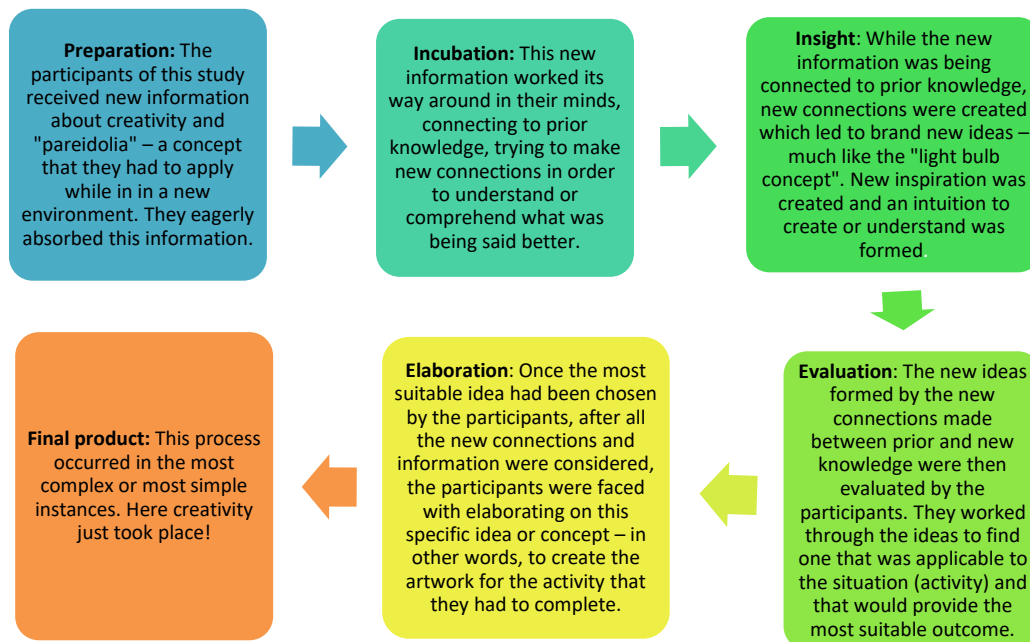 Preparation: The
participants of this study
received new information
about creativity and
"pareidolia" – a concept
that they had to apply
while in in a new
environment. They eagerly
absorbed this information.
Incubation: This new
information worked its
way around in their minds,
connecting to prior
knowledge, trying to make
new connections in order
to understand or
comprehend what was
being said better.
Insight: While the new
information was being
connected to prior knowledge,
new connections were created
which led to brand new ideas –
much like the "light bulb
concept". New inspiration was
created and an intuition to
create or understand was
formed.
Evaluation: The new ideas
formed by the new
connections made
between prior and new
knowledge were then
evaluated by the
participants. They worked
through the ideas to find
one that was applicable to
the situation (activity) and
that would provide the
most suitable outcome.
Elaboration: Once the most
suitable idea had been chosen
by the participants, after all
the new connections and
information were considered,
the participants were faced
with elaborating on this
specific idea or concept – in
other words, to create the
artwork for the activity that
they had to complete.
Final product: This process
occurred in the most
complex or most simple
instances. Here creativity
just took place!